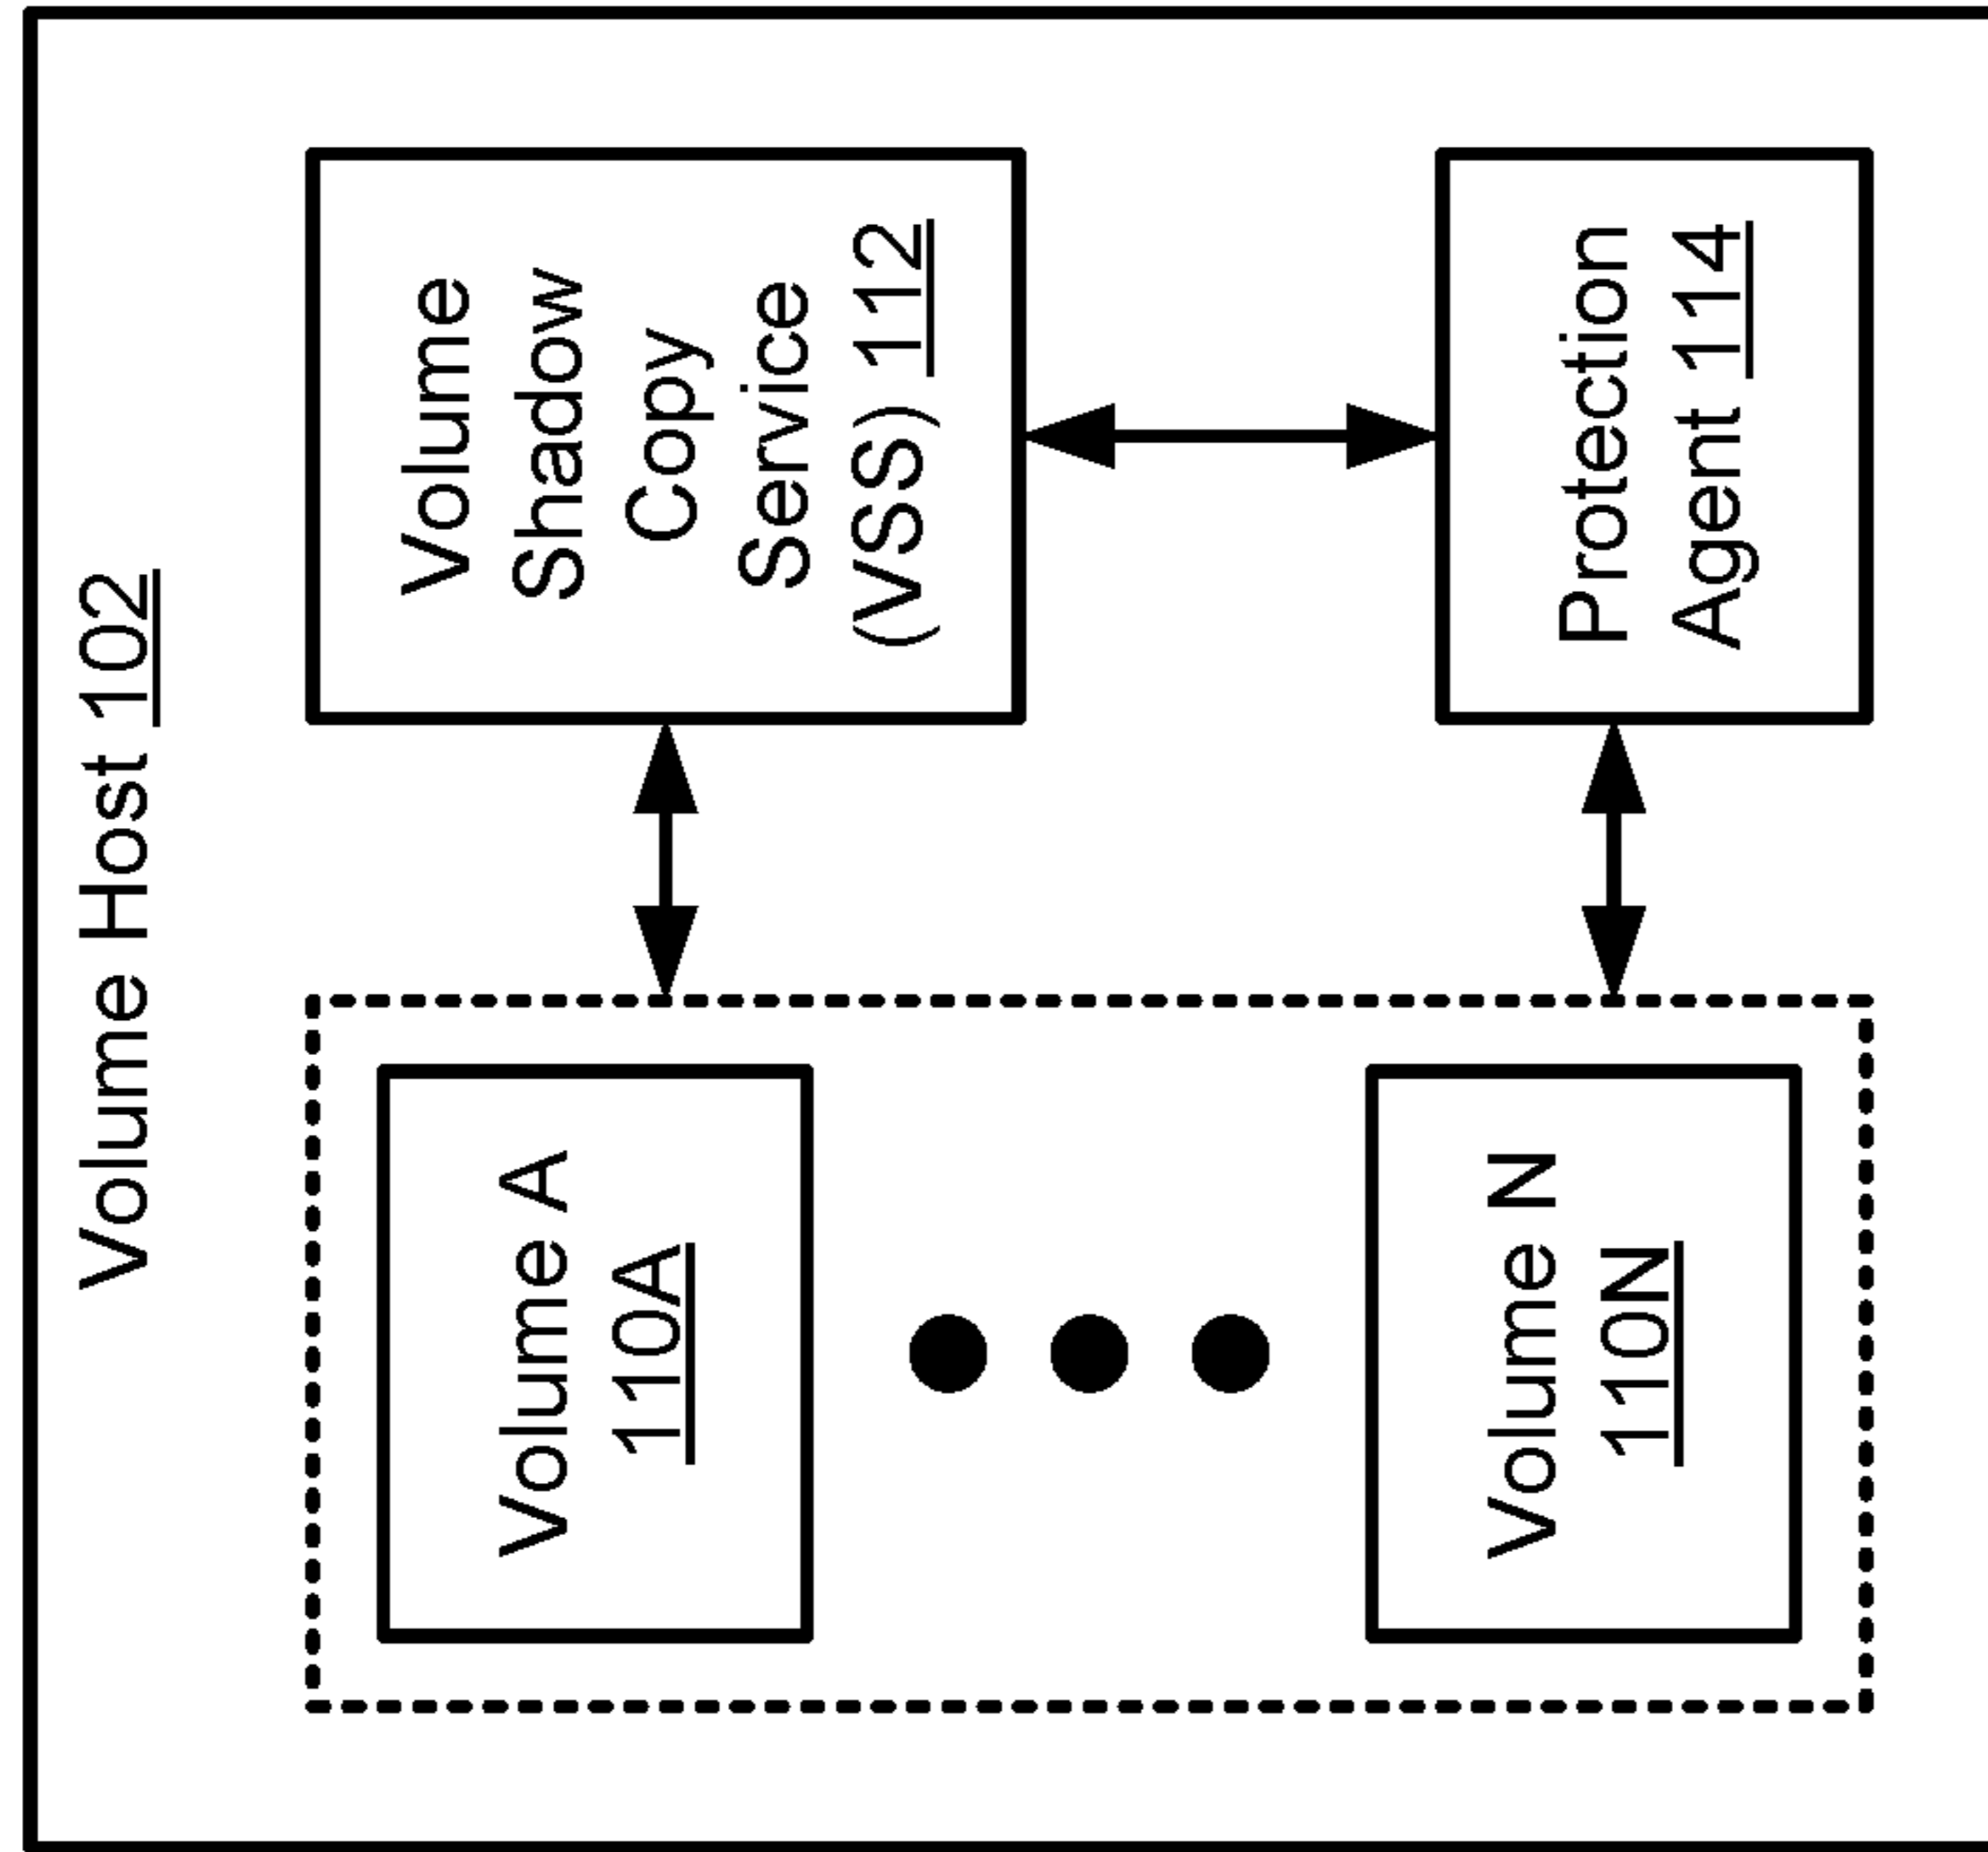 Volume Host 102
Volume A
110A
Volume N
110N
Volume
Shadow
Copy
Service
(VSS) 112
Protection
Agent 114